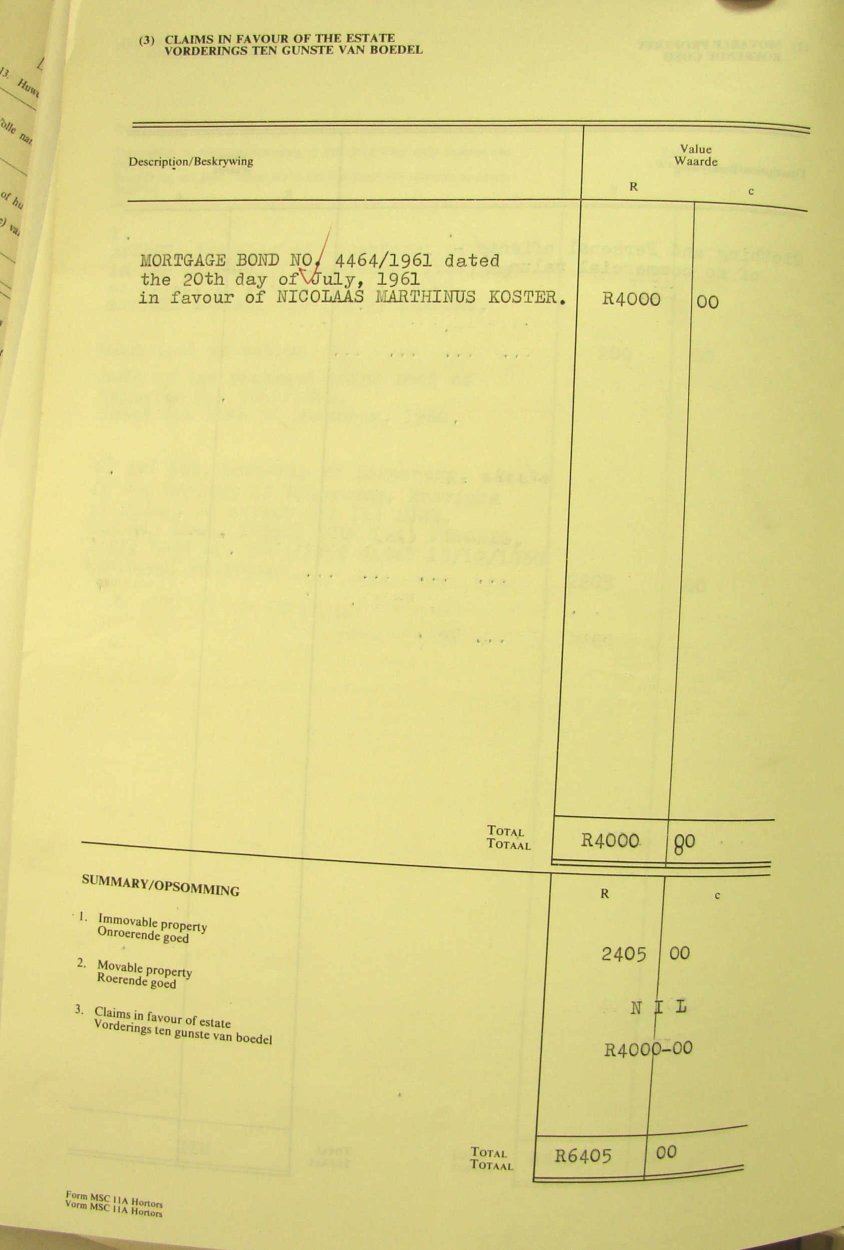 (3) CLAIMS IN FAVOUR OF THE ESTATE
VORDERINGS TEN GUNSTE VAN BOEDEL
Description/Beskrywing
Value
Waarde
R c
MORTGAGE BOND NO. 4464/1961 dated
the 20th day of July, 1961
in favour of NICOLAAS MARTHINUS KOSTER. R4000 00
TOTAL
TOTAAL
R4000 00
SUMMARY/OPSOMMING
R c
1. Immovable property
Onroerende goed
2405 00
2. Movable property
Roerende goed
N I L
3. Claims in favour of estate
Vorderings ten gunste van boedel
R4000-00
TOTAL
TOTAAL
R6405 00
Form MSC 11A Hortors
Vorm MSC 11A Hortors